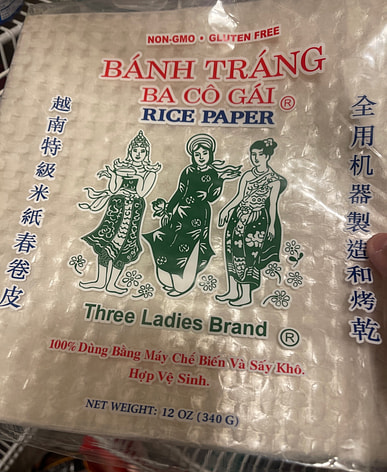 NON-GMO • GLUTEN FREE
BÁNH TRÁNG
BA CÔ GÁI ®
RICE PAPER
越南特級米紙春卷皮
全用机器製造和烤乾
Three Ladies Brand ®
100% Dùng Bằng Máy Chế Biến Và Sấy Khô.
Hợp Vệ Sinh.
NET WEIGHT: 12 OZ (340 G)